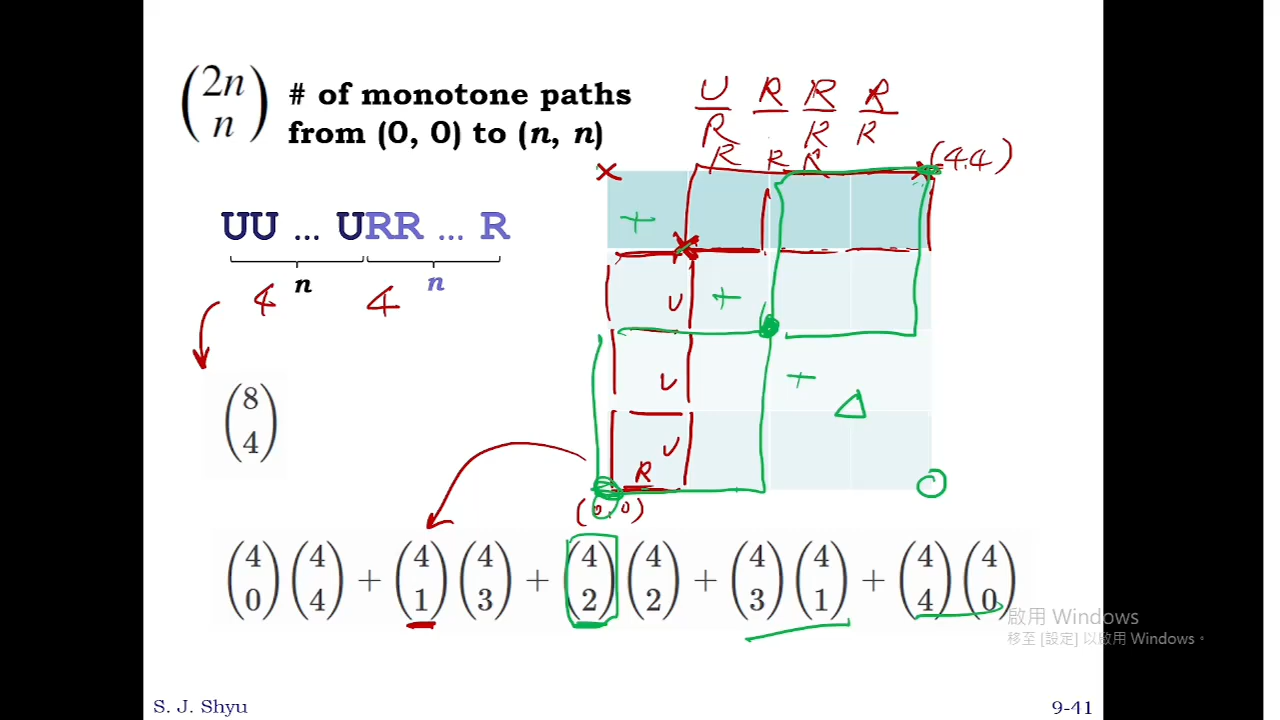 (2n n) # of monotone paths
from (0, 0) to (n, n)
U R R R
R R R
R R R
(4.4)
UU ... URR ... R
n n
4 4
+
U +
U +
U
R
(0,0)
(8 4)
(4 0)(4 4) + (4 1)(4 3) + (4 2)(4 2) + (4 3)(4 1) + (4 4)(4 0)
啟用 Windows
移至 [設定] 以啟用 Windows。
S. J. Shyu
9-41